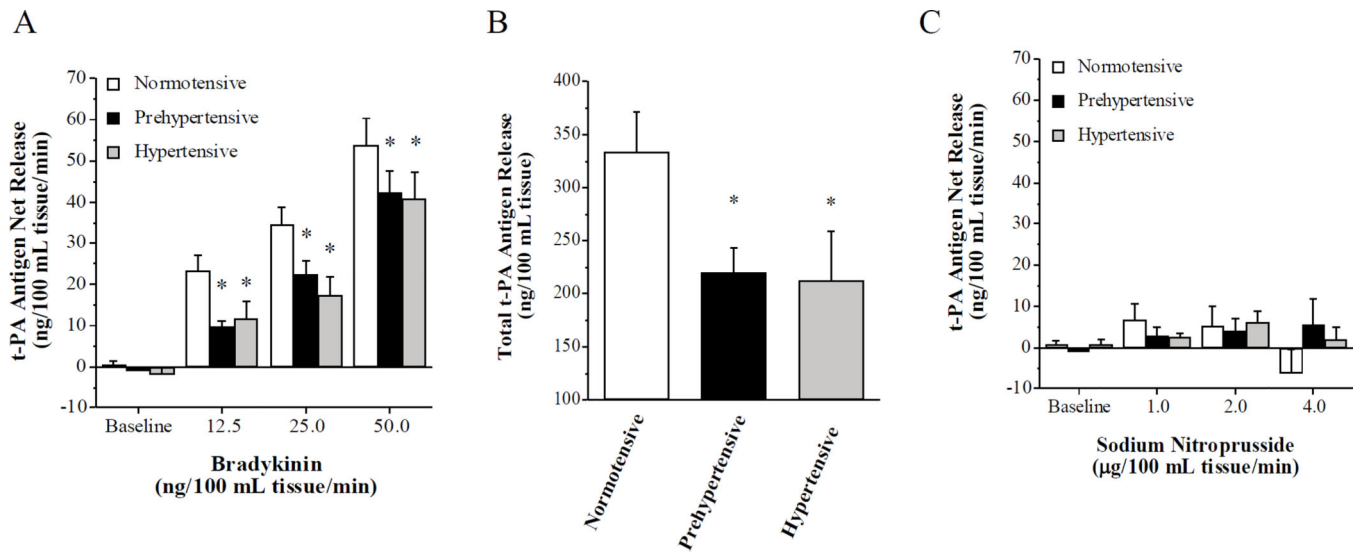 A
t-PA Antigen Net Release
(ng/100 mL tissue/min)
70
60
50
40
30
20
10
0
-10
Normotensive
Prehypertensive
Hypertensive
* *
* *
* *
Baseline 12.5 25.0 50.0
Bradykinin
(ng/100 mL tissue/min)
B
Total t-PA Antigen Release
(ng/100 mL tissue)
400
350
300
250
200
150
100
* *
Normotensive
Prehypertensive
Hypertensive
C
t-PA Antigen Net Release
(ng/100 mL tissue/min)
70
60
50
40
30
20
10
0
-10
Normotensive
Prehypertensive
Hypertensive
Baseline 1.0 2.0 4.0
Sodium Nitroprusside
(µg/100 mL tissue/min)